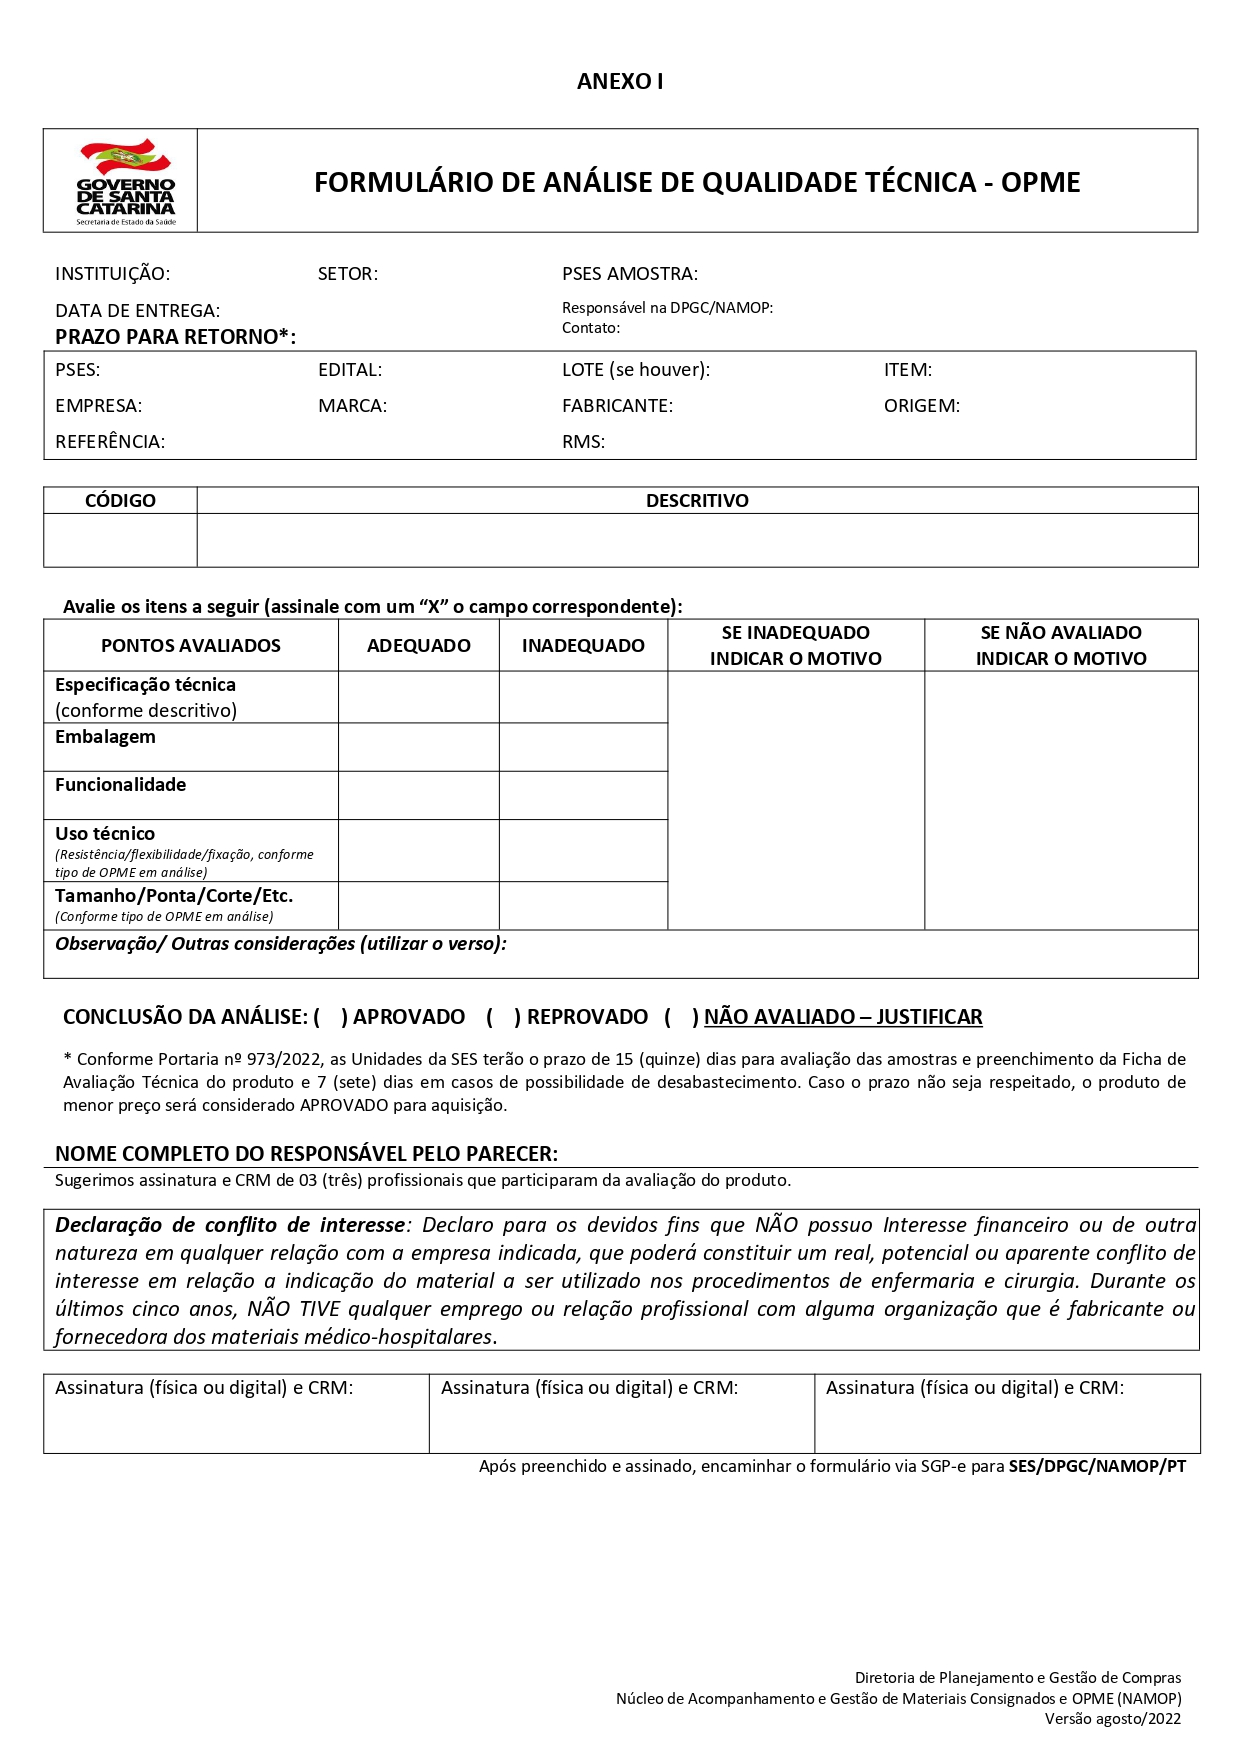 ANEXO I
GOVERNO
DE SANTA
CATARINA
Secretaria de Estado da Saúde
FORMULÁRIO DE ANÁLISE DE QUALIDADE TÉCNICA - OPME
INSTITUIÇÃO: SETOR: PSES AMOSTRA:
DATA DE ENTREGA: Responsável na DPGC/NAMOP:
Contato:
PRAZO PARA RETORNO*:
PSES: EDITAL: LOTE (se houver): ITEM:
EMPRESA: MARCA: FABRICANTE: ORIGEM:
REFERÊNCIA: RMS:
CÓDIGO DESCRITIVO
Avalie os itens a seguir (assinale com um “X” o campo correspondente):
PONTOS AVALIADOS ADEQUADO INADEQUADO SE INADEQUADO INDICAR O MOTIVO SE NÃO AVALIADO INDICAR O MOTIVO
Especificação técnica
(conforme descritivo)
Embalagem
Funcionalidade
Uso técnico
(Resistência/flexibilidade/fixação, conforme
tipo de OPME em análise)
Tamanho/Ponta/Corte/Etc.
(Conforme tipo de OPME em análise)
Observação/ Outras considerações (utilizar o verso):
CONCLUSÃO DA ANÁLISE: ( ) APROVADO ( ) REPROVADO ( ) NÃO AVALIADO – JUSTIFICAR
* Conforme Portaria nº 973/2022, as Unidades da SES terão o prazo de 15 (quinze) dias para avaliação das amostras e preenchimento da Ficha de
Avaliação Técnica do produto e 7 (sete) dias em casos de possibilidade de desabastecimento. Caso o prazo não seja respeitado, o produto de
menor preço será considerado APROVADO para aquisição.
NOME COMPLETO DO RESPONSÁVEL PELO PARECER:
Sugerimos assinatura e CRM de 03 (três) profissionais que participaram da avaliação do produto.
Declaração de conflito de interesse: Declaro para os devidos fins que NÃO possuo Interesse financeiro ou de outra
natureza em qualquer relação com a empresa indicada, que poderá constituir um real, potencial ou aparente conflito de
interesse em relação a indicação do material a ser utilizado nos procedimentos de enfermaria e cirurgia. Durante os
últimos cinco anos, NÃO TIVE qualquer emprego ou relação profissional com alguma organização que é fabricante ou
fornecedora dos materiais médico-hospitalares.
Assinatura (física ou digital) e CRM: Assinatura (física ou digital) e CRM: Assinatura (física ou digital) e CRM:
Após preenchido e assinado, encaminhar o formulário via SGP-e para SES/DPGC/NAMOP/PT
Diretoria de Planejamento e Gestão de Compras
Núcleo de Acompanhamento e Gestão de Materiais Consignados e OPME (NAMOP)
Versão agosto/2022